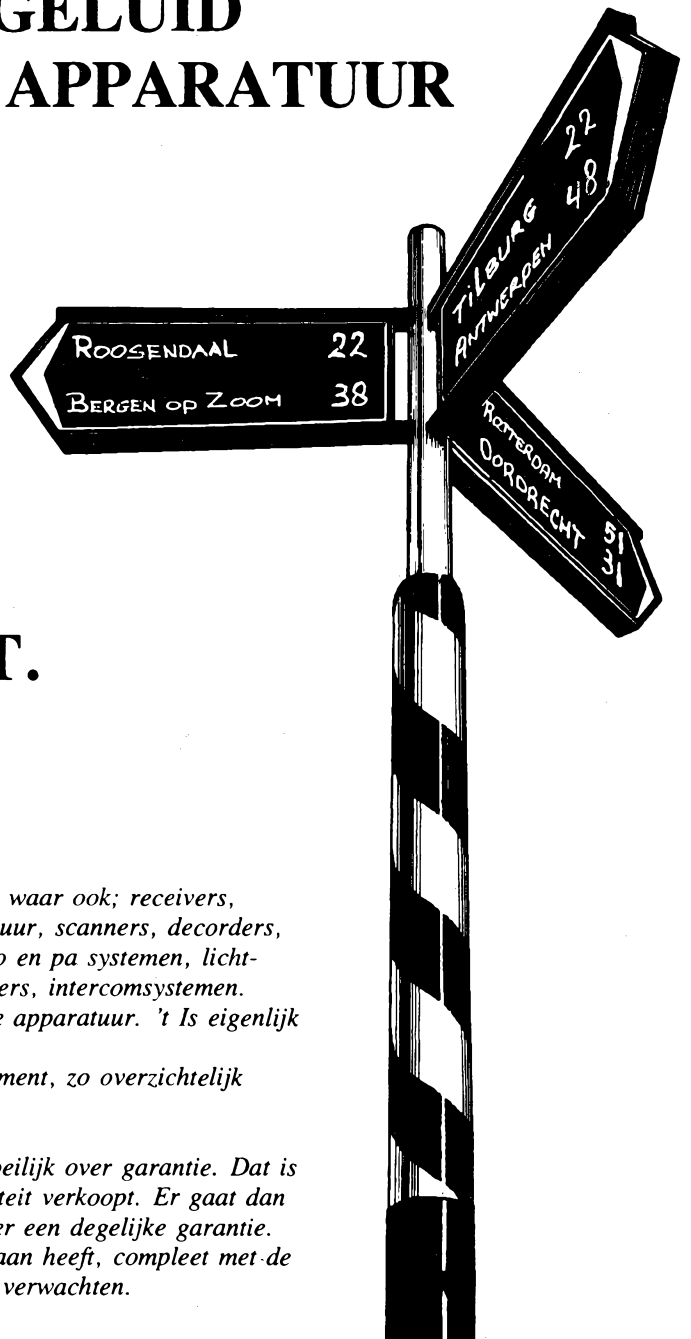 GELUID
APPARATUUR
TILBURG 22
ANTWERPEN 48
ROOSENDAAL 22
BERGEN op ZOOM 38
ROTTERDAM 51
DORDRECHT 31
T.
waar ook; receivers,
uur, scanners, decorders,
o en pa systemen, licht-
ers, intercomsystemen.
e apparatuur. 't Is eigenlijk
ment, zo overzichtelijk
eilijk over garantie. Dat is
teit verkoopt. Er gaat dan
er een degelijke garantie.
aan heeft, compleet met de
verwachten.